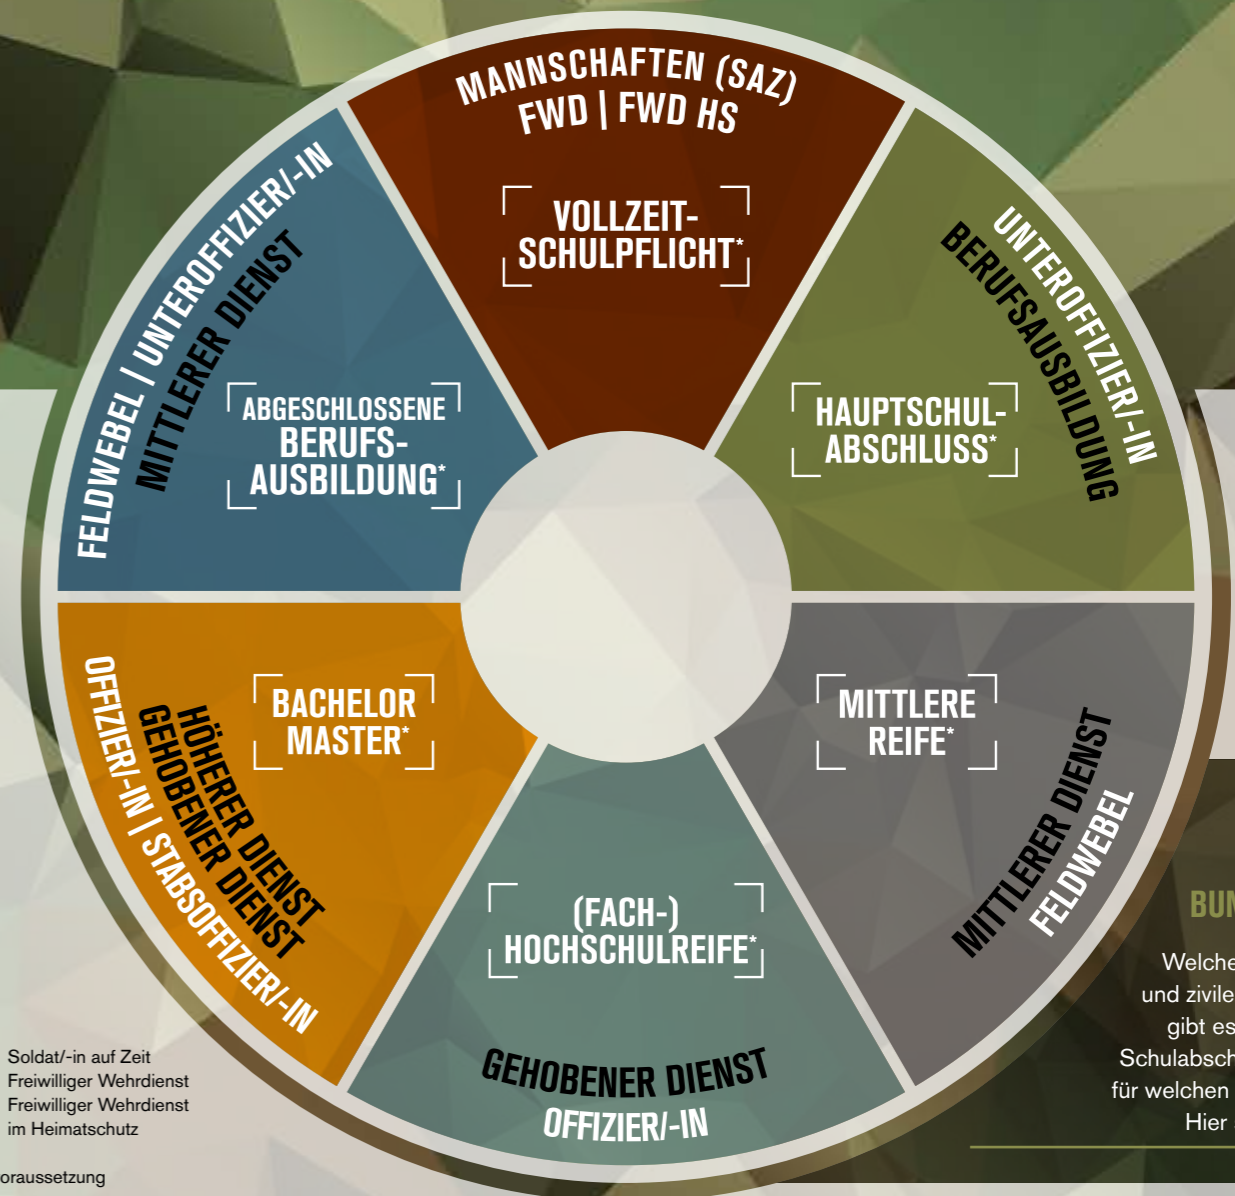 MANNSCHAFTEN (SAZ)
FWD | FWD HS
VOLLZEIT-
SCHULPFLICHT*
UNTEROFFIZIER/-IN
BERUFSAUSBILDUNG
HAUPTSCHUL-
ABSCHLUSS*
MITTLERE
REIFE*
MITTLERER DIENST
FELDWEBEL
(FACH-)
HOCHSCHULREIFE*
GEHOBENER DIENST
OFFIZIER/-IN
BACHELOR
MASTER*
HÖHERER DIENST
GEHOBENER DIENST
OFFIZIER/-IN | STABSOFFIZIER/-IN
FELDWEBEL | UNTEROFFIZIER/-IN
MITTLERER DIENST
ABGESCHLOSSENE
BERUFS-
AUSBILDUNG*
Soldat/-in auf Zeit
Freiwilliger Wehrdienst
Freiwilliger Wehrdienst
im Heimatschutz
oraussetzung
BUN
Welche
und zivile
gibt es
Schulabsch
für welchen
Hier